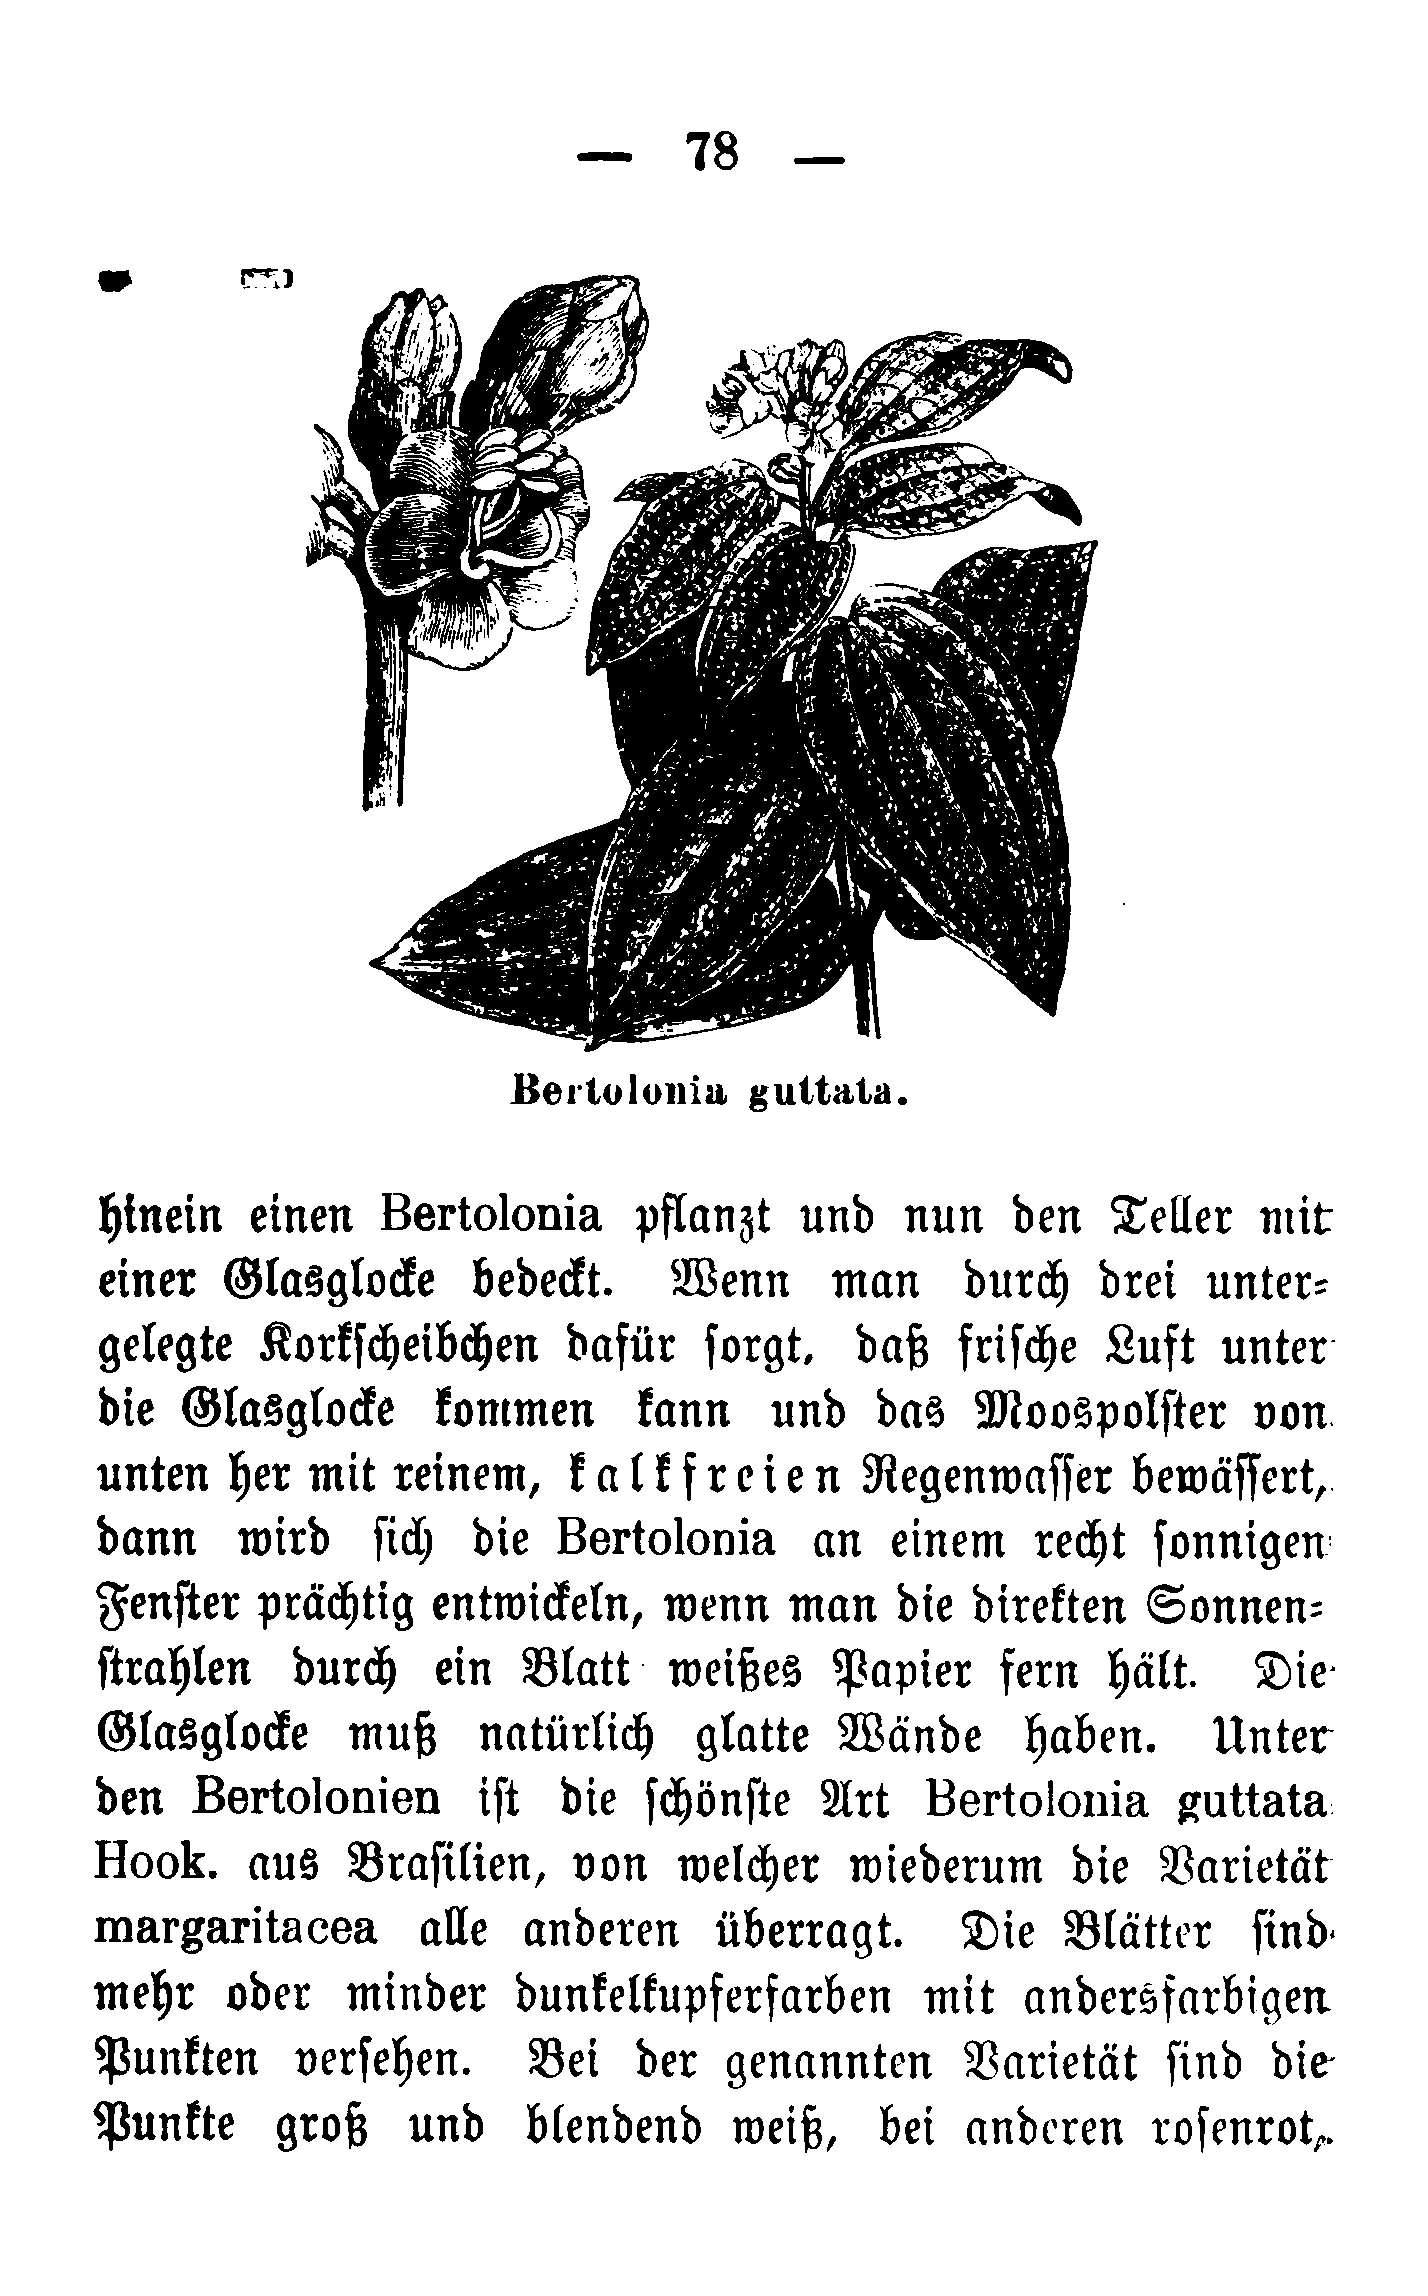 — 78 —
Bertolonia guttata.
hinein einen Bertolonia pflanzt und nun den Teller mit
einer Glasglocke bedeckt. Wenn man durch drei unter-
gelegte Korkscheibchen dafür sorgt, daß frische Luft unter
die Glasglocke kommen kann und das Moospolster von
unten her mit reinem, kalkfreien Regenwasser bewässert,
dann wird sich die Bertolonia an einem recht sonnigen
Fenster prächtig entwickeln, wenn man die direkten Sonnen-
strahlen durch ein Blatt weißes Papier fern hält. Die
Glasglocke muß natürlich glatte Wände haben. Unter
den Bertolonien ist die schönste Art Bertolonia guttata
Hook. aus Brasilien, von welcher wiederum die Varietät
margaritacea alle anderen überragt. Die Blätter sind
mehr oder minder dunkelkupferfarben mit andersfarbigen
Punkten versehen. Bei der genannten Varietät sind die
Punkte groß und blendend weiß, bei anderen rosenrot,